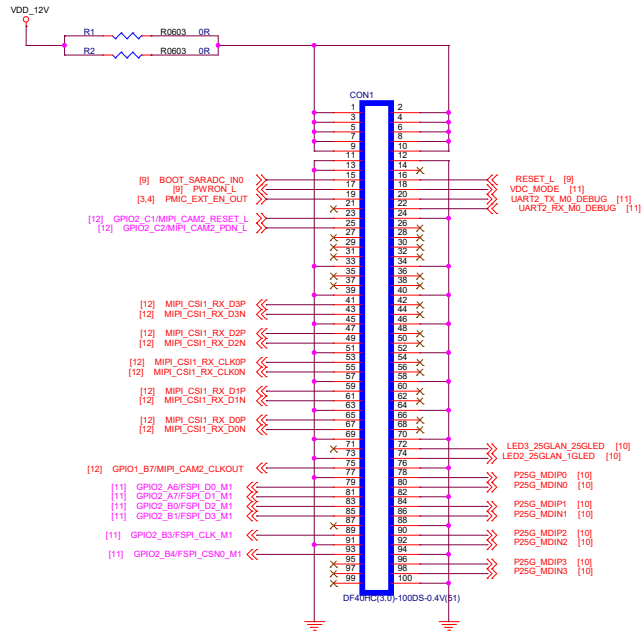 VDD_12V
R1 R0603 0R
R2 R0603 0R
CON1
1 2
3 4
5 6
7 8
9 10
11 12
13 14
[9] BOOT_SARADC_IN0 15 16 RESET_L [9]
[9] PWRON_L 17 18 VDC_MODE [11]
[3,4] PMIC_EXT_EN_OUT 19 20 UART2_TX_M0_DEBUG [11]
21 22 UART2_RX_M0_DEBUG [11]
[12] GPIO2_C1/MIPI_CAM2_RESET_L 23 24
[12] GPIO2_C2/MIPI_CAM2_PDN_L 25 26
27 28
29 30
31 32
33 34
35 36
37 38
39 40
[12] MIPI_CSI1_RX_D3P 41 42
[12] MIPI_CSI1_RX_D3N 43 44
45 46
[12] MIPI_CSI1_RX_D2P 47 48
[12] MIPI_CSI1_RX_D2N 49 50
51 52
[12] MIPI_CSI1_RX_CLK0P 53 54
[12] MIPI_CSI1_RX_CLK0N 55 56
57 58
[12] MIPI_CSI1_RX_D1P 59 60
[12] MIPI_CSI1_RX_D1N 61 62
63 64
[12] MIPI_CSI1_RX_D0P 65 66
[12] MIPI_CSI1_RX_D0N 67 68
69 70
71 72 LED3_25GLAN_25GLED [10]
73 74 LED2_25GLAN_1GLED [10]
[12] GPIO1_B7/MIPI_CAM2_CLKOUT 75 76
77 78 P25G_MDIP0 [10]
[11] GPIO2_A6/FSPI_D0_M1 79 80 P25G_MDIN0 [10]
[11] GPIO2_A7/FSPI_D1_M1 81 82
[11] GPIO2_B0/FSPI_D2_M1 83 84 P25G_MDIP1 [10]
[11] GPIO2_B1/FSPI_D3_M1 85 86 P25G_MDIN1 [10]
87 88
[11] GPIO2_B3/FSPI_CLK_M1 89 90 P25G_MDIP2 [10]
91 92 P25G_MDIN2 [10]
[11] GPIO2_B4/FSPI_CSN0_M1 93 94
95 96 P25G_MDIP3 [10]
97 98 P25G_MDIN3 [10]
99 100
DF40HC(3.0)-100DS-0.4V(51)